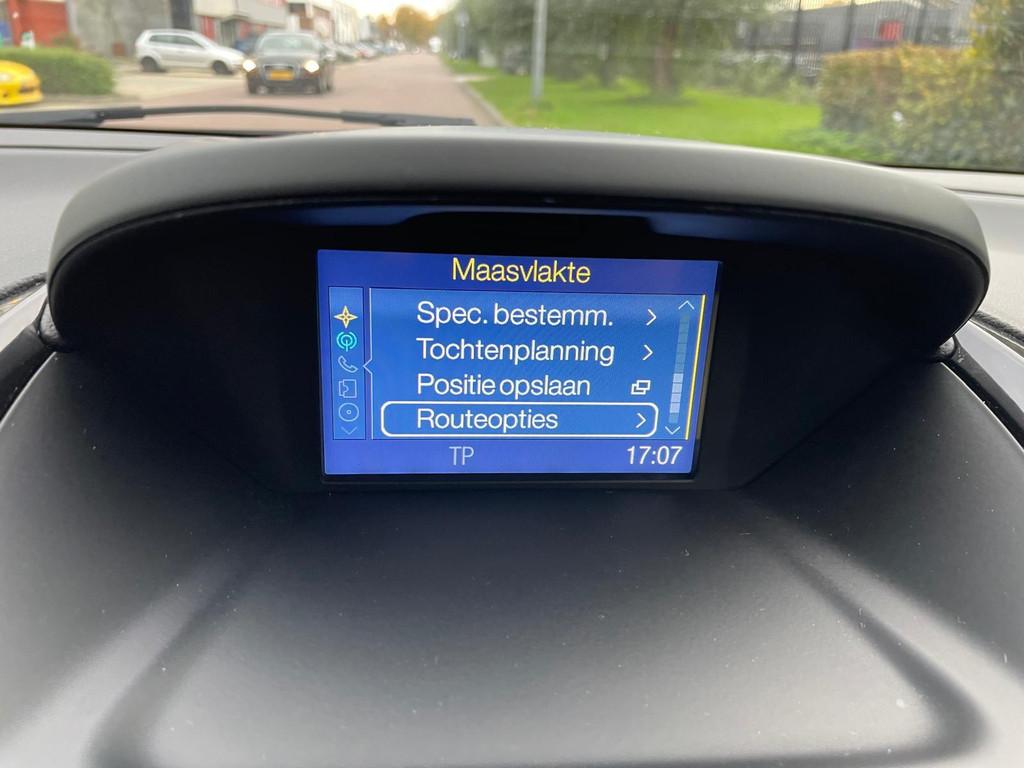 Maasvlakte
Spec. bestemm.
Tochtenplanning
Positie opslaan
Routeopties
TP
17:07